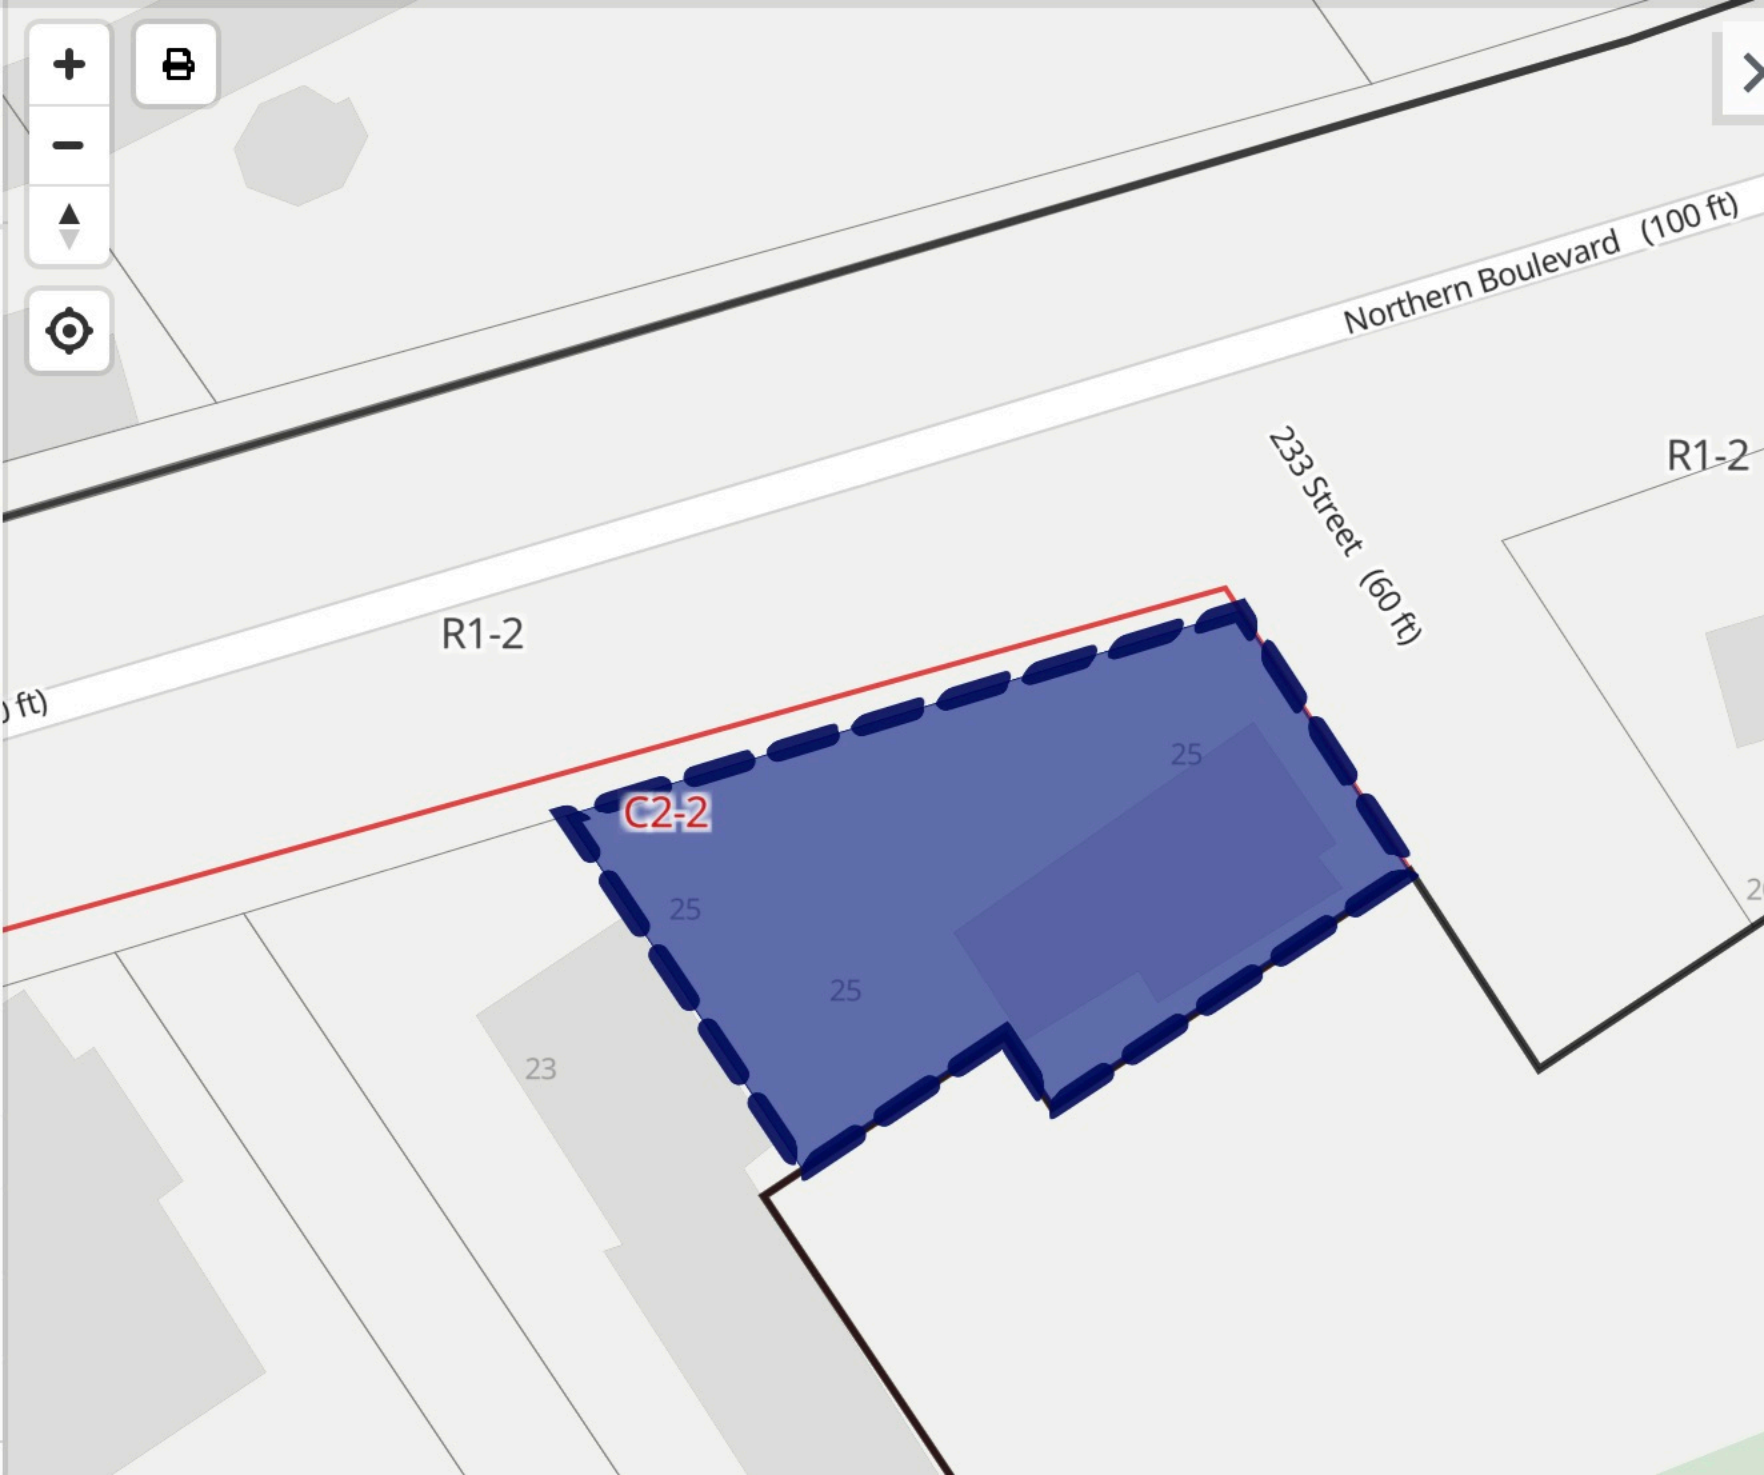 Northern Boulevard (100 ft)
233 Street (60 ft)
R1-2
R1-2
ft)
C2-2
25
25
25
23